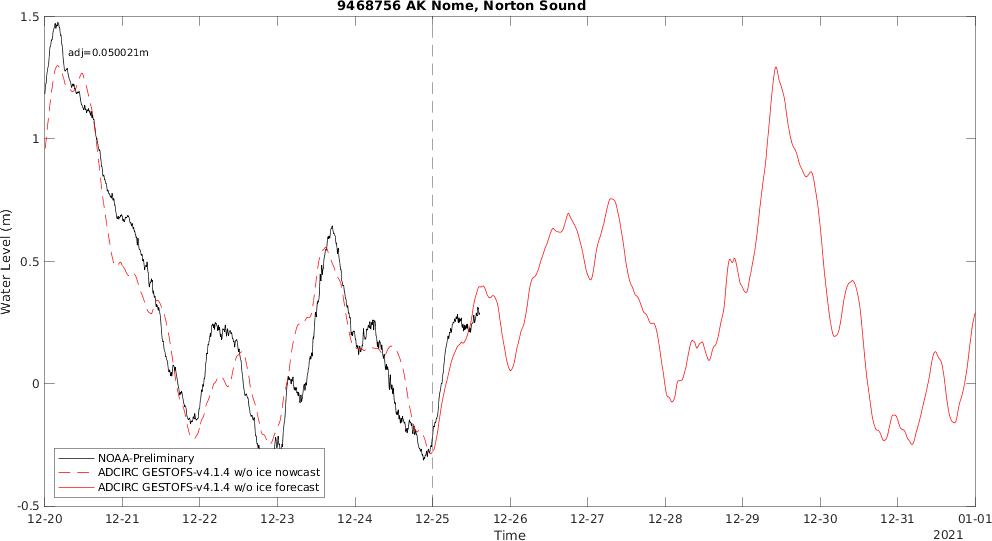 9468756 AK Nome, Norton Sound
adj=0.050021m
1.5
1
0.5
0
-0.5
Water Level (m)
NOAA-Preliminary
ADCIRC GESTOFS-v4.1.4 w/o ice nowcast
ADCIRC GESTOFS-v4.1.4 w/o ice forecast
12-20 12-21 12-22 12-23 12-24 12-25 12-26 12-27 12-28 12-29 12-30 12-31 01-01
Time
2021